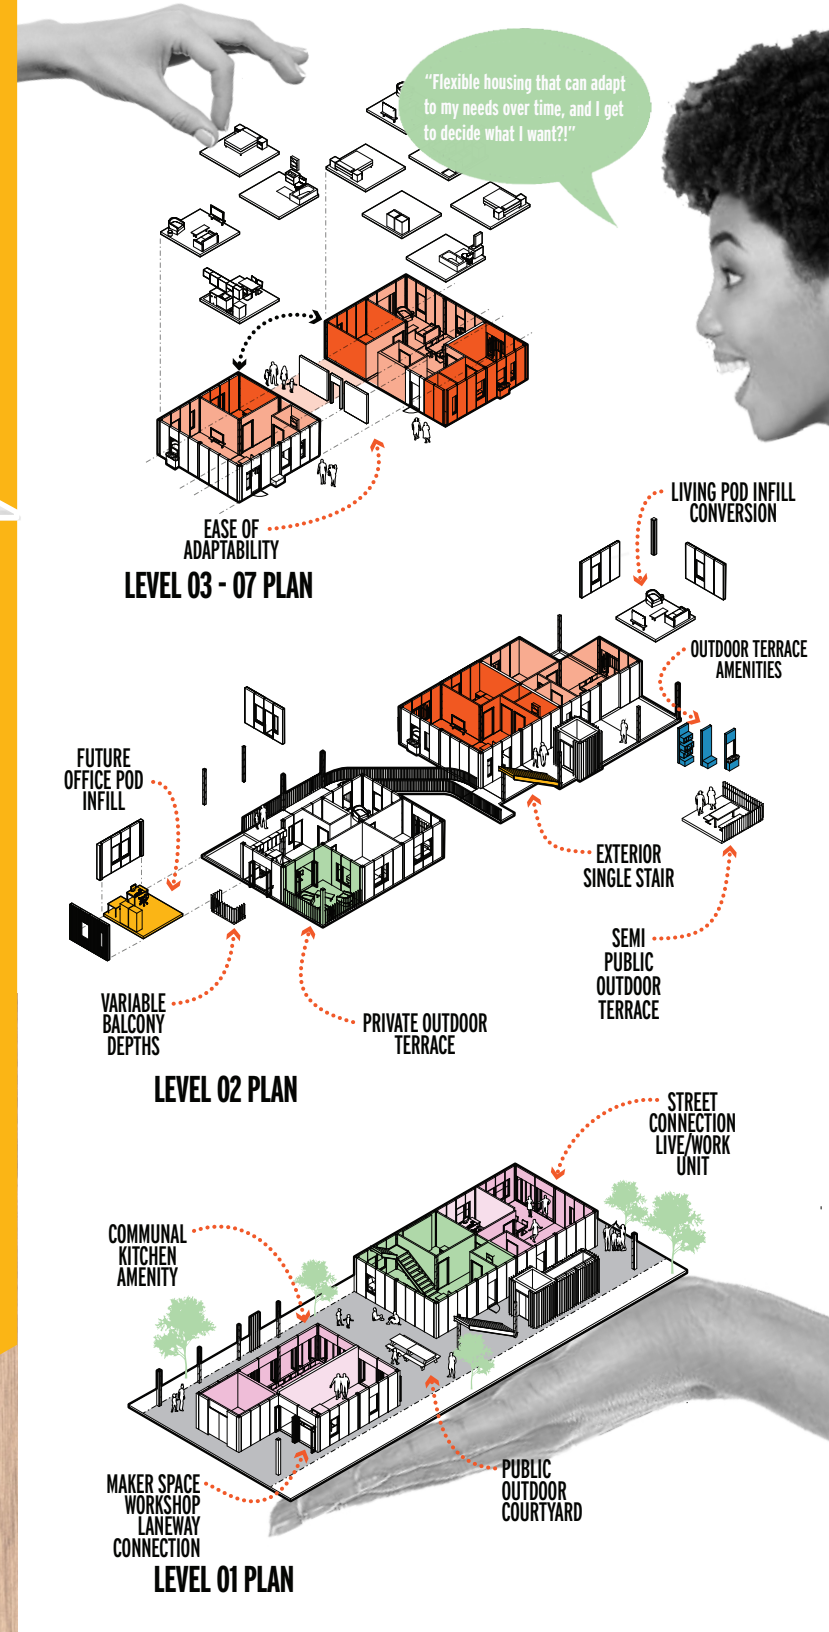 “Flexible housing that can adapt
to my needs over time, and I get
to decide what I want?!”
EASE OF
ADAPTABILITY
LEVEL 03 - 07 PLAN
LIVING POD INFILL
CONVERSION
OUTDOOR TERRACE
AMENITIES
FUTURE
OFFICE POD
INFILL
EXTERIOR
SINGLE STAIR
SEMI
PUBLIC
OUTDOOR
TERRACE
VARIABLE
BALCONY
DEPTHS
PRIVATE OUTDOOR
TERRACE
LEVEL 02 PLAN
STREET
CONNECTION
LIVE/WORK
UNIT
COMMUNAL
KITCHEN
AMENITY
PUBLIC
OUTDOOR
COURTYARD
MAKER SPACE
WORKSHOP
LANEWAY
CONNECTION
LEVEL 01 PLAN